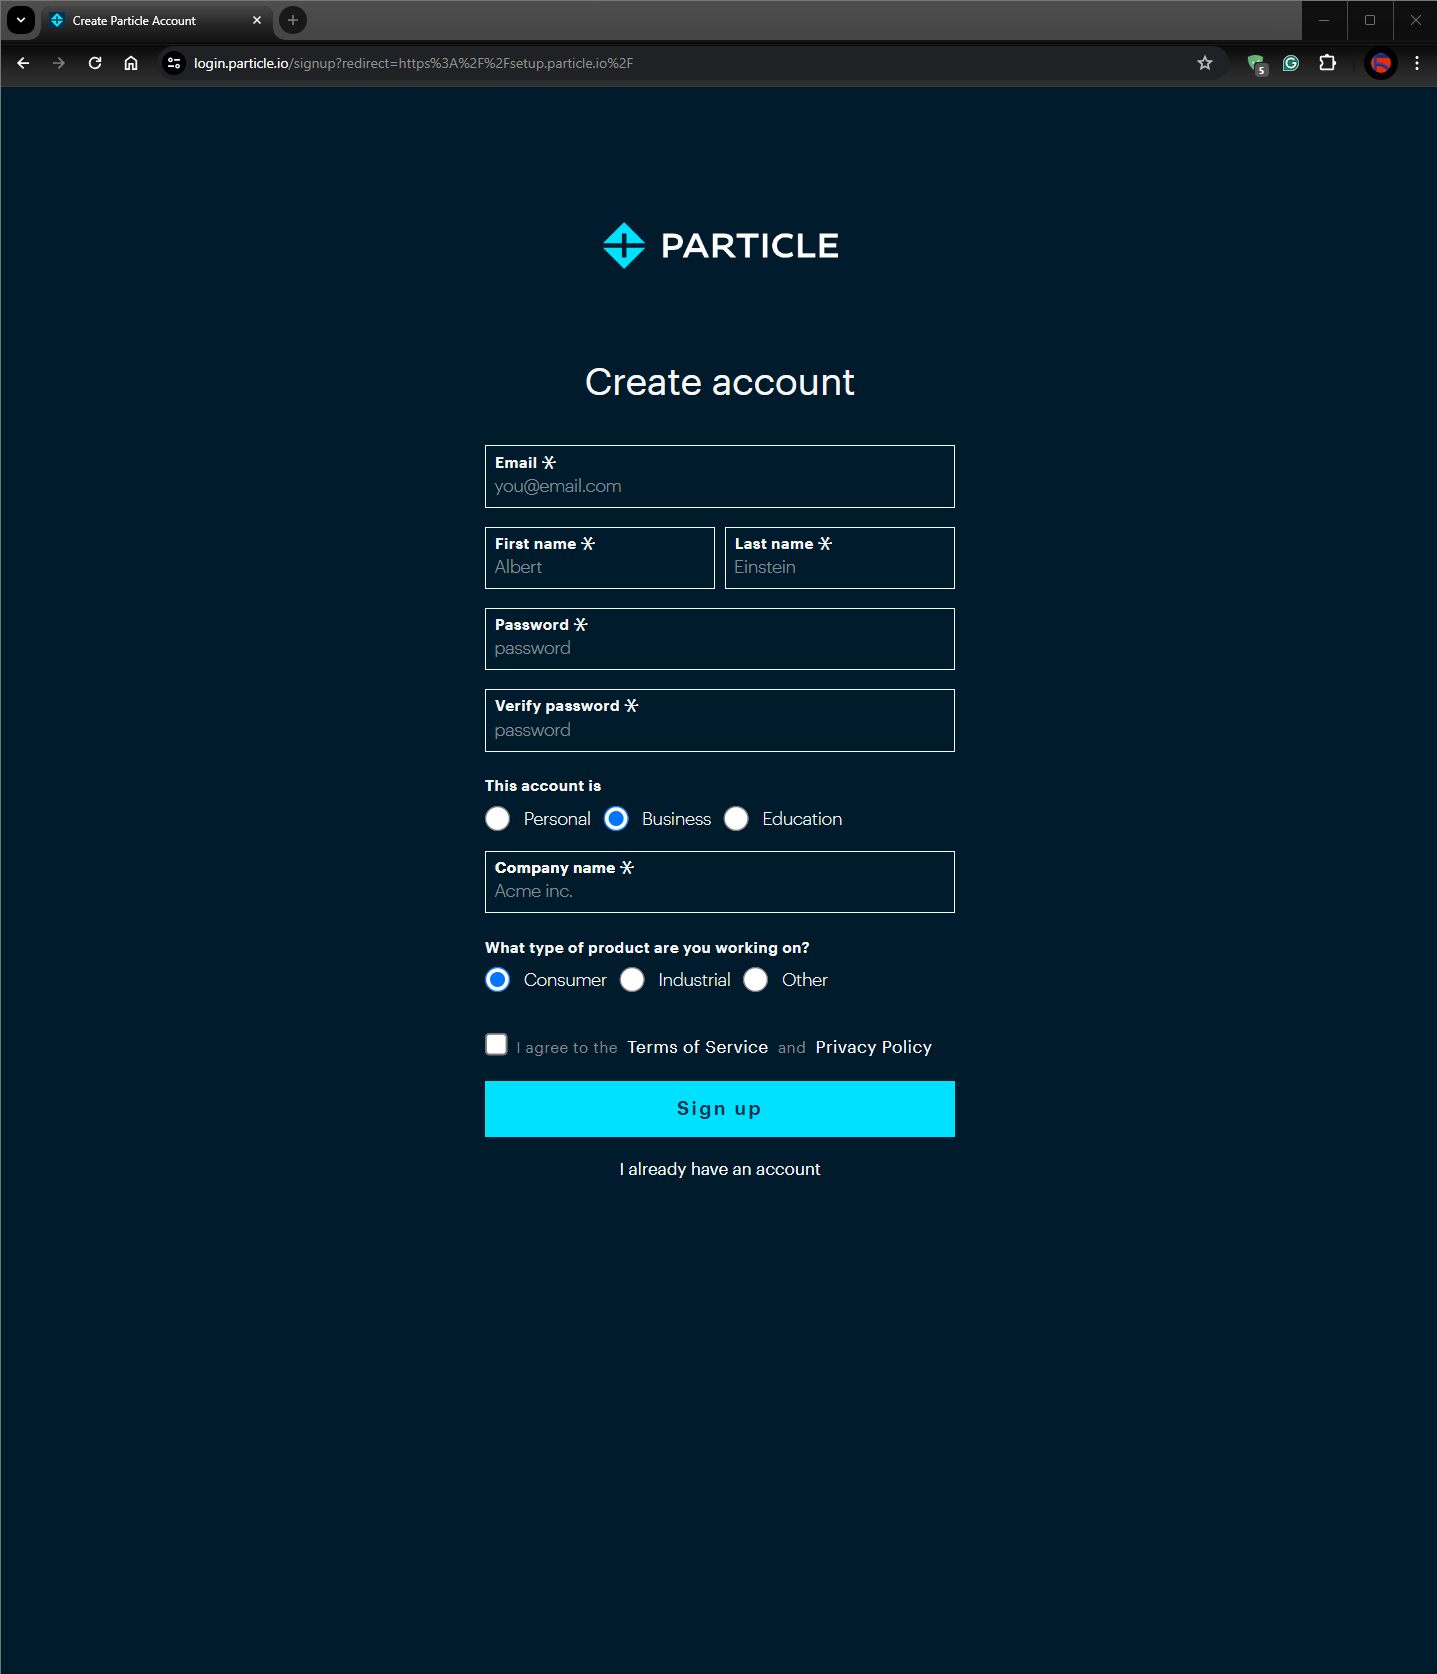 Create Particle Account
login.particle.io/signup?redirect=https%3A%2F%2Fsetup.particle.io%2F
5
PARTICLE
Create account
Email *
you@email.com
First name * Last name *
Albert Einstein
Password *
password
Verify password *
password
This account is
Personal Business Education
Company name *
Acme inc.
What type of product are you working on?
Consumer Industrial Other
I agree to the Terms of Service and Privacy Policy
Sign up
I already have an account